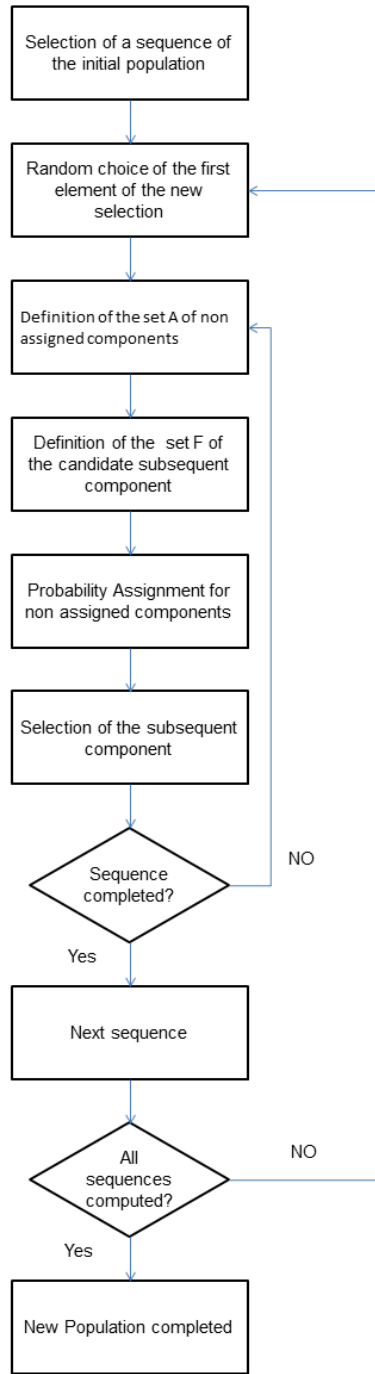 Selection of a sequence of
the initial population
Random choice of the first
element of the new
selection
Definition of the set A of non
assigned components
Definition of the set F of
the candidate subsequent
component
Probability Assignment for
non assigned components
Selection of the subsequent
component
Sequence
completed?
NO
Yes
Next sequence
All
sequences
computed?
NO
Yes
New Population completed